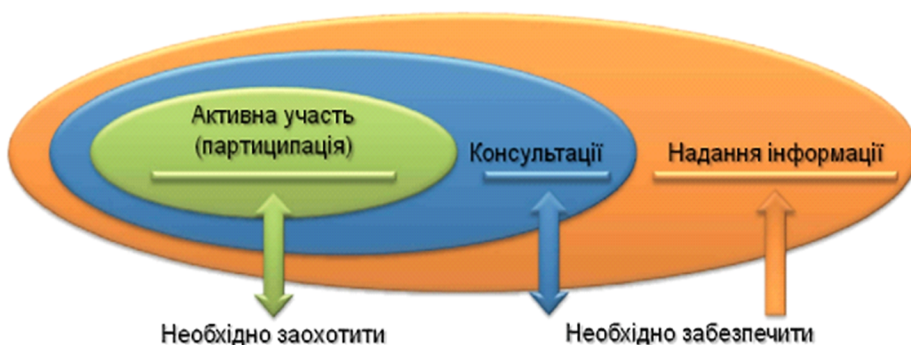 Активна участь
(партиципація)
Консультації
Надання інформації
Необхідно заохотити
Необхідно забезпечити